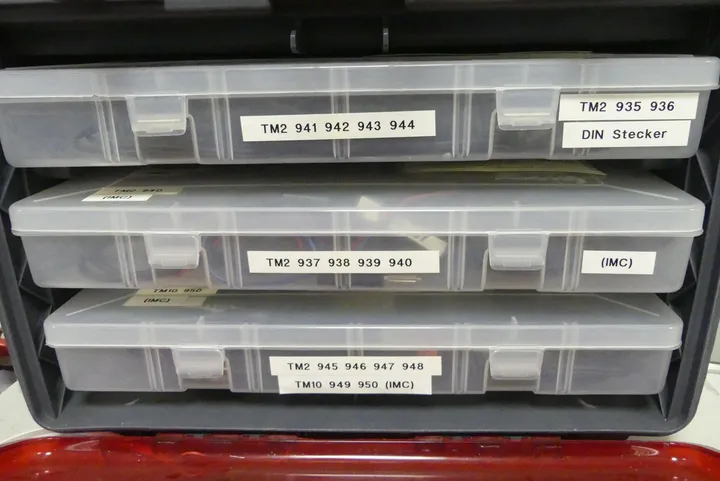 TM2 935 936
TM2 941 942 943 944
DIN Stecker
(IMC)
TM2 937 938 939 940
(IMC)
TM10 950
(IMC)
TM2 945 946 947 948
TM10 949 950 (IMC)